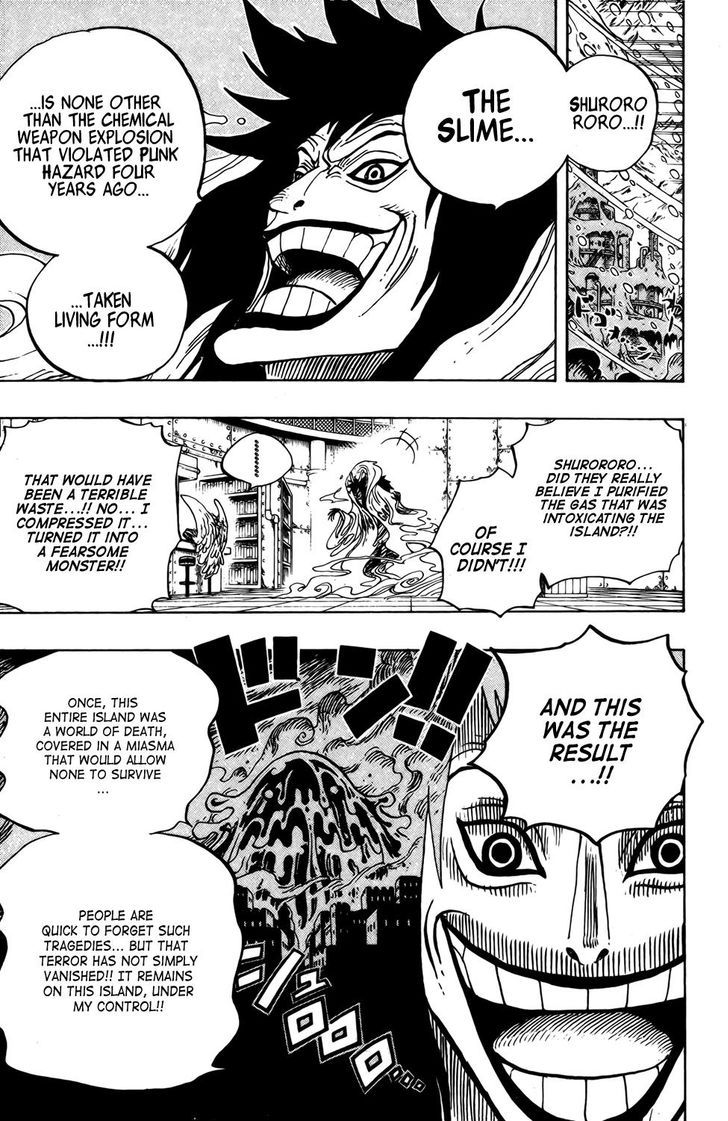 SHURORO
RORO...!!
THE
SLIME...
...IS NONE OTHER
THAN THE CHEMICAL
WEAPON EXPLOSION
THAT VIOLATED PUNK
HAZARD FOUR
YEARS AGO...
...TAKEN
LIVING FORM
...!!!
SHURORORO...
DID THEY REALLY
BELIEVE I PURIFIED
THE GAS THAT WAS
INTOXICATING THE
ISLAND?!!
OF
COURSE I
DIDN'T!!!
THAT WOULD HAVE
BEEN A TERRIBLE
WASTE...!! NO... I
COMPRESSED IT...
TURNED IT INTO
A FEARSOME
MONSTER!!
AND THIS
WAS THE
RESULT
...!!
ドーン!!
ONCE, THIS
ENTIRE ISLAND WAS
A WORLD OF DEATH,
COVERED IN A MIASMA
THAT WOULD ALLOW
NONE TO SURVIVE
...
PEOPLE ARE
QUICK TO FORGET SUCH
TRAGEDIES... BUT THAT
TERROR HAS NOT SIMPLY
VANISHED!! IT REMAINS
ON THIS ISLAND, UNDER
MY CONTROL!!
シュロロロロ...